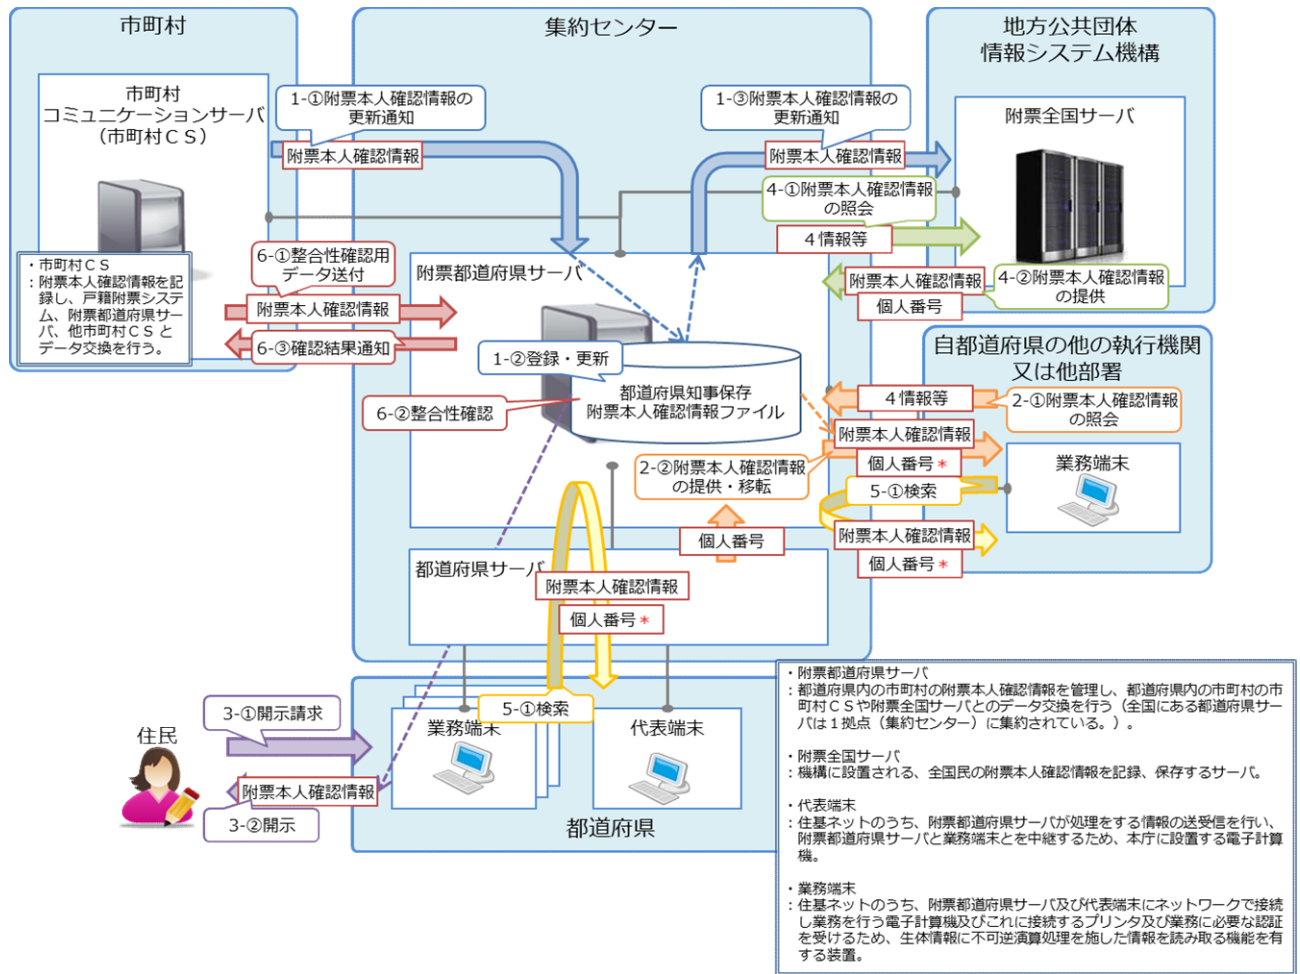 市町村
市町村
コミュニケーションサーバ
（市町村ＣＳ）
・市町村ＣＳ
：附票本人確認情報を記
録し、戸籍附票システ
ム、附票都道府県サー
バ、他市町村ＣＳと
データ交換を行う。
集約センター
1-①附票本人確認情報の
更新通知
附票本人確認情報
1-③附票本人確認情報の
更新通知
附票本人確認情報
6-①整合性確認用
データ送付
附票本人確認情報
6-③確認結果通知
附票都道府県サーバ
1-②登録・更新
都道府県知事保存
附票本人確認情報ファイル
6-②整合性確認
2-②附票本人確認情報
の提供・移転
個人番号
都道府県サーバ
附票本人確認情報
個人番号＊
地方公共団体
情報システム機構
附票全国サーバ
4-①附票本人確認情報
の照会
４情報等
附票本人確認情報
個人番号
4-②附票本人確認情報
の提供
自都道府県の他の執行機関
又は他部署
４情報等
2-①附票本人確認情報
の照会
附票本人確認情報
個人番号＊
業務端末
5-①検索
附票本人確認情報
個人番号＊
住民
3-①開示請求
附票本人確認情報
3-②開示
5-①検索
業務端末
代表端末
都道府県
・附票都道府県サーバ
：都道府県内の市町村の附票本人確認情報を管理し、都道府県内の市町村の市
町村ＣＳや附票全国サーバとのデータ交換を行う（全国にある都道府県サー
バは１拠点（集約センター）に集約されている。）。
・附票全国サーバ
：機構に設置される、全国民の附票本人確認情報を記録、保存するサーバ。
・代表端末
：住基ネットのうち、附票都道府県サーバが処理をする情報の送受信を行い、
附票都道府県サーバと業務端末とを中継するため、本庁に設置する電子計算
機。
・業務端末
：住基ネットのうち、附票都道府県サーバ及び代表端末にネットワークで接続
し業務を行う電子計算機及びこれに接続するプリンタ及び業務に必要な認証
を受けるため、生体情報に不可逆演算処理を施した情報を読み取る機能を有
する装置。